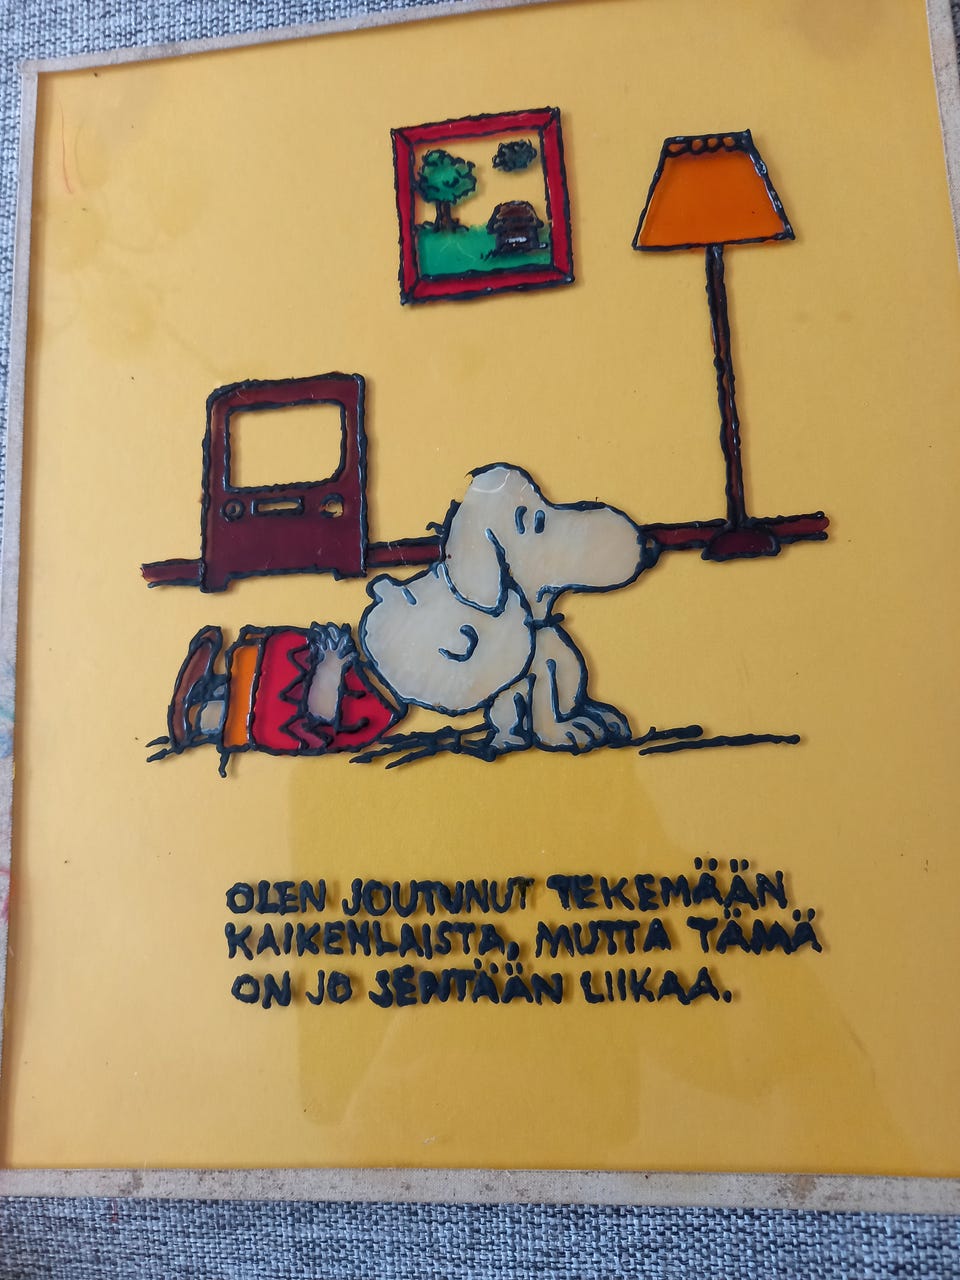 OLEN JOUTUNUT TEKEMÄÄN
KAIKENLAISTA, MUTTA TÄMÄ
ON JO SENTÄÄN LIIKAA.